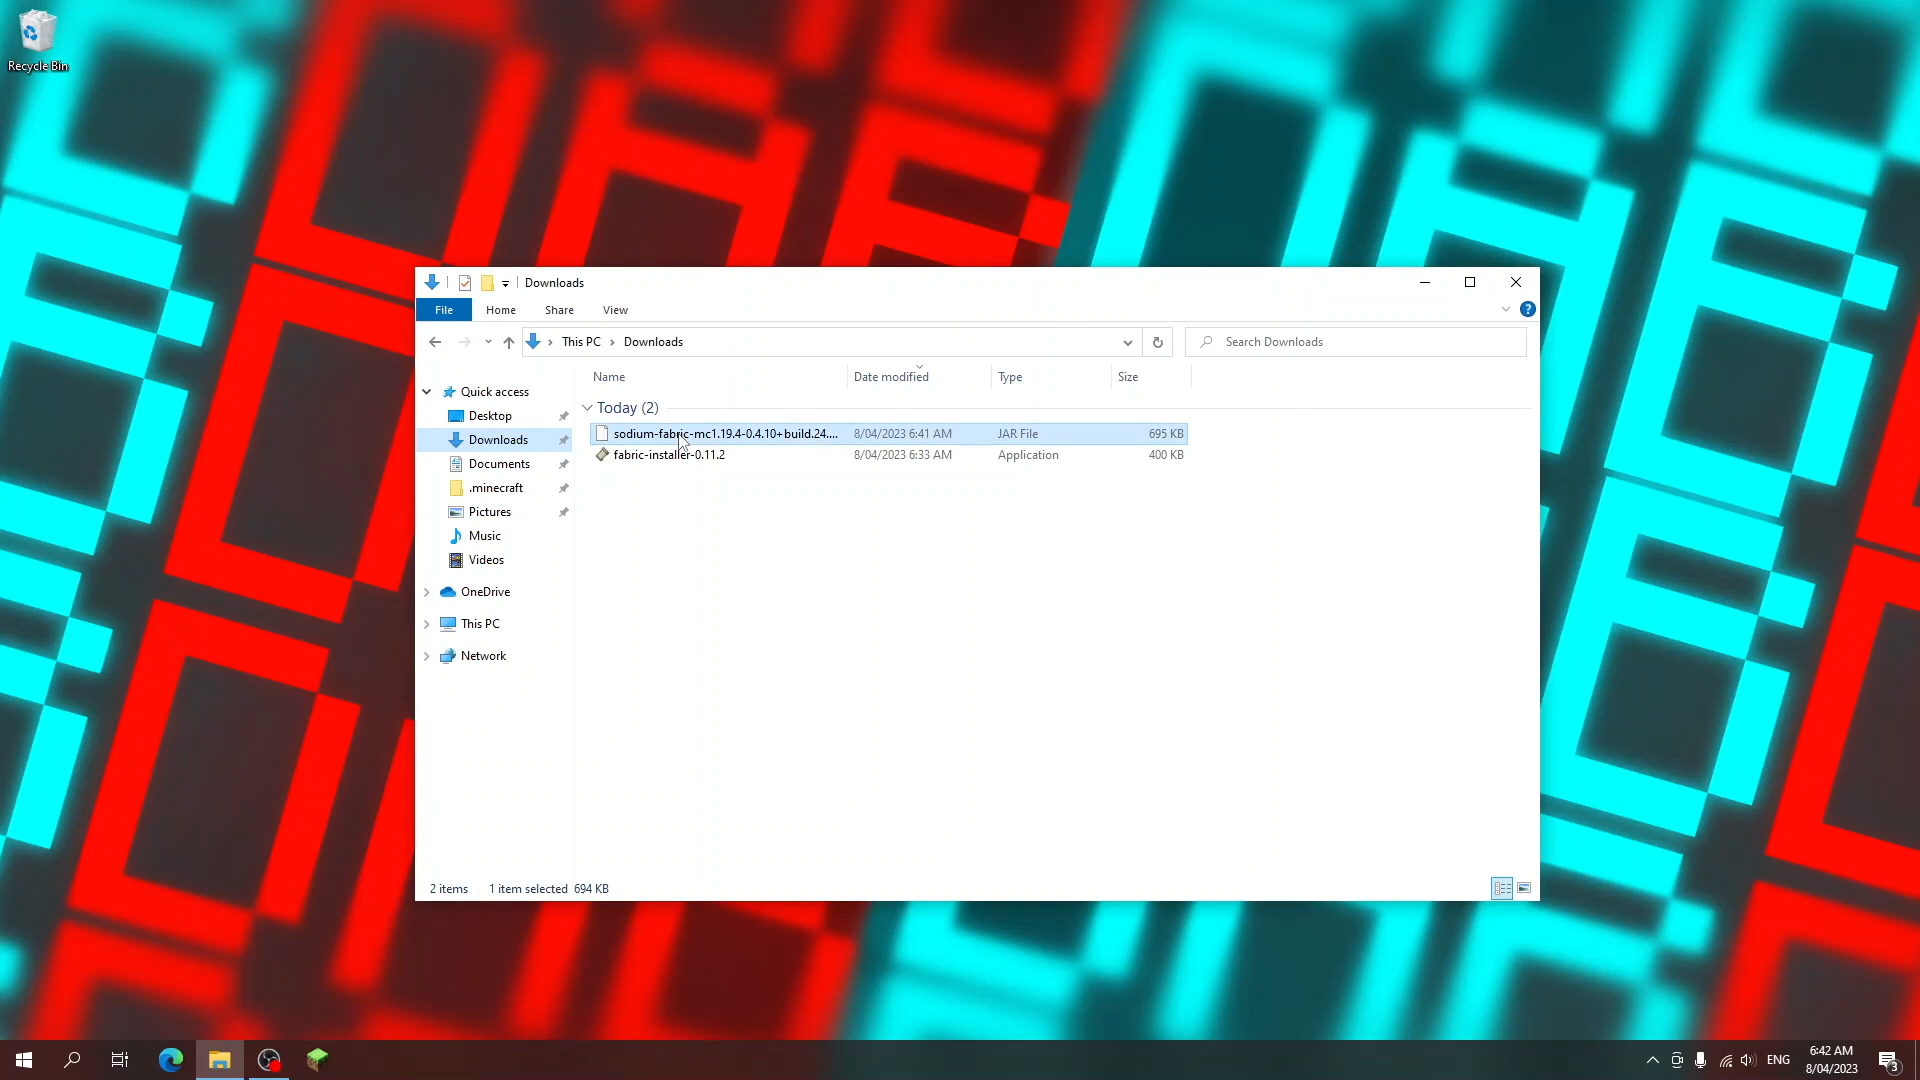 Recycle Bin
Downloads
File Home Share View
This PC Downloads
Search Downloads
Name Date modified Type Size
Quick access
Desktop
Downloads
Documents
.minecraft
Pictures
Music
Videos
OneDrive
This PC
Network
Today (2)
sodium-fabric-mc1.19.4-0.4.10+build.24.... 8/04/2023 6:41 AM JAR File 695 KB
fabric-installer-0.11.2 8/04/2023 6:33 AM Application 400 KB
2 items 1 item selected 694 KB
ENG
6:42 AM
8/04/2023
3